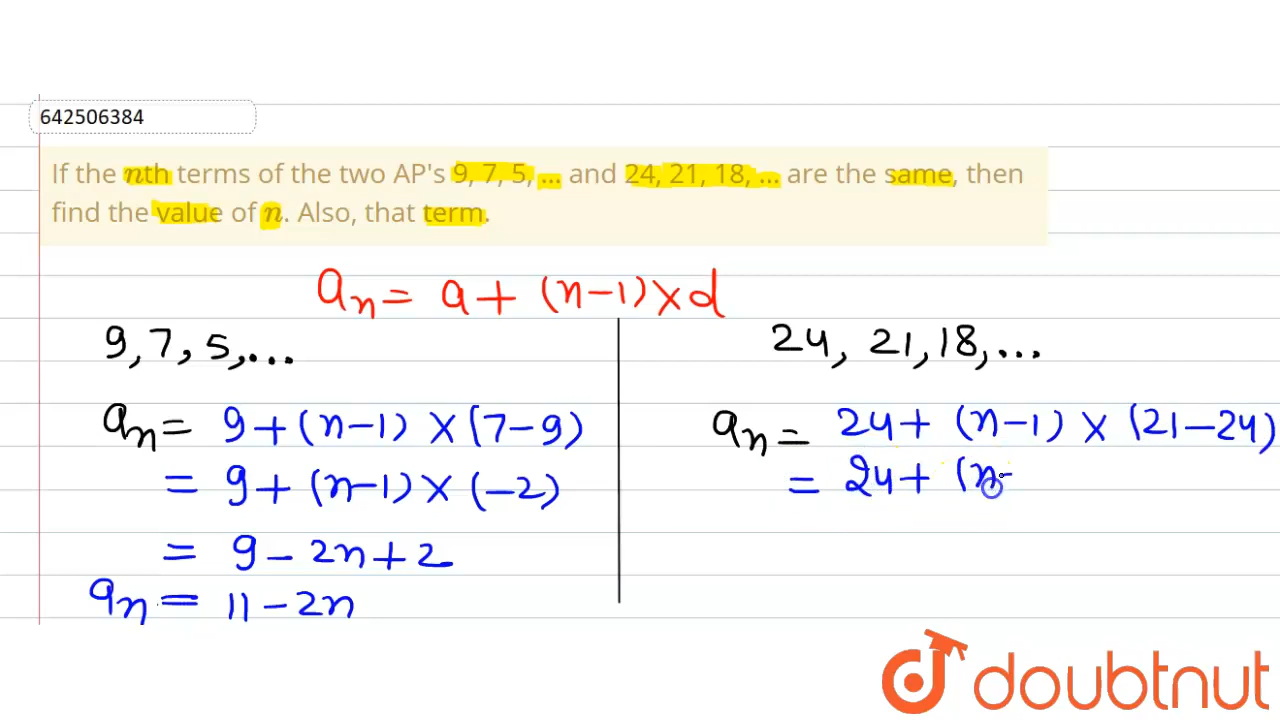 642506384
If the nth terms of the two AP's 9, 7, 5, ... and 24, 21, 18, ... are the same, then
find the value of n. Also, that term.
aₙ = a + (n-1) × d
9, 7, 5, ...
aₙ = 9 + (n-1) × (7-9)
= 9 + (n-1) × (-2)
= 9 - 2n + 2
aₙ = 11 - 2n
24, 21, 18, ...
aₙ = 24 + (n-1) × (21-24)
= 24 + (n-
doubtnut